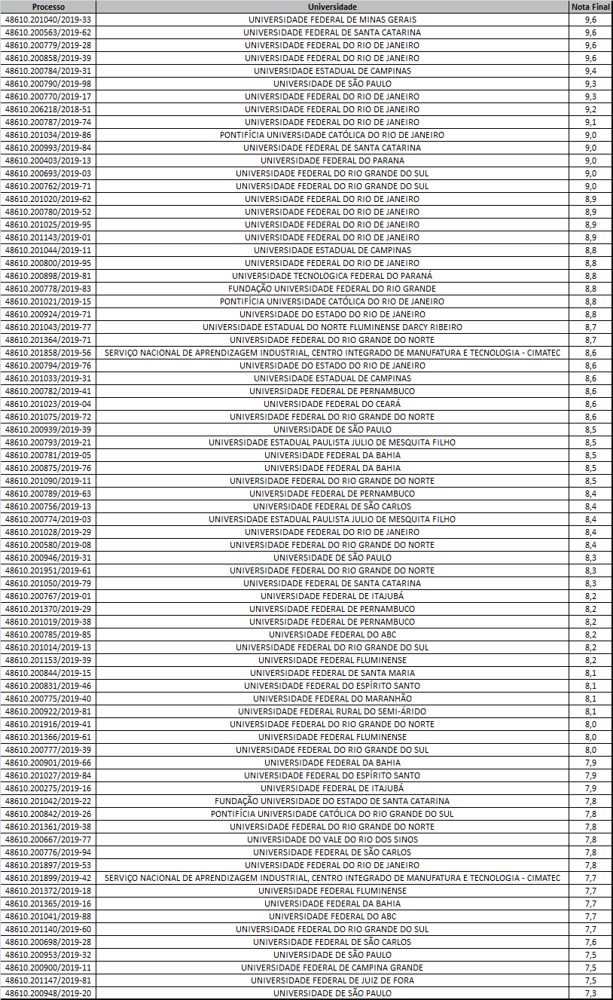 Processo Universidade Nota Final
48610.201040/2019-33 UNIVERSIDADE FEDERAL DE MINAS GERAIS 9,6
48610.200563/2019-62 UNIVERSIDADE FEDERAL DE SANTA CATARINA 9,6
48610.200779/2019-28 UNIVERSIDADE FEDERAL DO RIO DE JANEIRO 9,6
48610.200858/2019-39 UNIVERSIDADE FEDERAL DO RIO DE JANEIRO 9,6
48610.200784/2019-31 UNIVERSIDADE ESTADUAL DE CAMPINAS 9,4
48610.200790/2019-98 UNIVERSIDADE DE SÃO PAULO 9,3
48610.200770/2019-17 UNIVERSIDADE FEDERAL DO RIO DE JANEIRO 9,3
48610.206218/2018-51 UNIVERSIDADE FEDERAL DO RIO DE JANEIRO 9,2
48610.200787/2019-74 UNIVERSIDADE FEDERAL DO RIO DE JANEIRO 9,1
48610.201034/2019-86 PONTIFÍCIA UNIVERSIDADE CATÓLICA DO RIO DE JANEIRO 9,0
48610.200993/2019-84 UNIVERSIDADE FEDERAL DE SANTA CATARINA 9,0
48610.200403/2019-13 UNIVERSIDADE FEDERAL DO PARANA 9,0
48610.200693/2019-03 UNIVERSIDADE FEDERAL DO RIO GRANDE DO SUL 9,0
48610.200762/2019-71 UNIVERSIDADE FEDERAL DO RIO GRANDE DO SUL 9,0
48610.201020/2019-62 UNIVERSIDADE FEDERAL DO RIO DE JANEIRO 8,9
48610.200780/2019-52 UNIVERSIDADE FEDERAL DO RIO DE JANEIRO 8,9
48610.201025/2019-95 UNIVERSIDADE FEDERAL DO RIO DE JANEIRO 8,9
48610.201143/2019-01 UNIVERSIDADE FEDERAL DO RIO DE JANEIRO 8,9
48610.201044/2019-11 UNIVERSIDADE ESTADUAL DE CAMPINAS 8,8
48610.200800/2019-95 UNIVERSIDADE FEDERAL DO RIO DE JANEIRO 8,8
48610.200898/2019-81 UNIVERSIDADE TECNOLOGICA FEDERAL DO PARANÁ 8,8
48610.200778/2019-83 FUNDAÇÃO UNIVERSIDADE FEDERAL DO RIO GRANDE 8,8
48610.201021/2019-15 PONTIFÍCIA UNIVERSIDADE CATÓLICA DO RIO DE JANEIRO 8,8
48610.200924/2019-71 UNIVERSIDADE DO ESTADO DO RIO DE JANEIRO 8,8
48610.201043/2019-77 UNIVERSIDADE ESTADUAL DO NORTE FLUMINENSE DARCY RIBEIRO 8,7
48610.201364/2019-71 UNIVERSIDADE FEDERAL DO RIO GRANDE DO NORTE 8,7
48610.201858/2019-56 SERVIÇO NACIONAL DE APRENDIZAGEM INDUSTRIAL, CENTRO INTEGRADO DE MANUFATURA E TECNOLOGIA - CIMATEC 8,6
48610.200794/2019-76 UNIVERSIDADE DO ESTADO DO RIO DE JANEIRO 8,6
48610.201033/2019-31 UNIVERSIDADE ESTADUAL DE CAMPINAS 8,6
48610.200782/2019-41 UNIVERSIDADE FEDERAL DE PERNAMBUCO 8,6
48610.201023/2019-04 UNIVERSIDADE FEDERAL DO CEARÁ 8,6
48610.201075/2019-72 UNIVERSIDADE FEDERAL DO RIO GRANDE DO NORTE 8,6
48610.200939/2019-39 UNIVERSIDADE DE SÃO PAULO 8,5
48610.200793/2019-21 UNIVERSIDADE ESTADUAL PAULISTA JULIO DE MESQUITA FILHO 8,5
48610.200781/2019-05 UNIVERSIDADE FEDERAL DA BAHIA 8,5
48610.200875/2019-76 UNIVERSIDADE FEDERAL DA BAHIA 8,5
48610.201090/2019-11 UNIVERSIDADE FEDERAL DO RIO GRANDE DO NORTE 8,5
48610.200789/2019-63 UNIVERSIDADE FEDERAL DE PERNAMBUCO 8,4
48610.200756/2019-13 UNIVERSIDADE FEDERAL DE SÃO CARLOS 8,4
48610.200774/2019-03 UNIVERSIDADE ESTADUAL PAULISTA JULIO DE MESQUITA FILHO 8,4
48610.201028/2019-29 UNIVERSIDADE FEDERAL DO RIO DE JANEIRO 8,4
48610.200580/2019-08 UNIVERSIDADE FEDERAL DO RIO GRANDE DO NORTE 8,4
48610.200946/2019-31 UNIVERSIDADE DE SÃO PAULO 8,3
48610.201951/2019-61 UNIVERSIDADE FEDERAL DO RIO GRANDE DO NORTE 8,3
48610.201050/2019-79 UNIVERSIDADE FEDERAL DE SANTA CATARINA 8,3
48610.200767/2019-01 UNIVERSIDADE FEDERAL DE ITAJUBÁ 8,2
48610.201370/2019-29 UNIVERSIDADE FEDERAL DE PERNAMBUCO 8,2
48610.201019/2019-38 UNIVERSIDADE FEDERAL DE PERNAMBUCO 8,2
48610.200785/2019-85 UNIVERSIDADE FEDERAL DO ABC 8,2
48610.201014/2019-13 UNIVERSIDADE FEDERAL DO RIO GRANDE DO SUL 8,2
48610.201153/2019-39 UNIVERSIDADE FEDERAL FLUMINENSE 8,2
48610.200844/2019-15 UNIVERSIDADE FEDERAL DE SANTA MARIA 8,1
48610.200831/2019-46 UNIVERSIDADE FEDERAL DO ESPÍRITO SANTO 8,1
48610.200775/2019-40 UNIVERSIDADE FEDERAL DO MARANHÃO 8,1
48610.200922/2019-81 UNIVERSIDADE FEDERAL RURAL DO SEMI-ÁRIDO 8,1
48610.201916/2019-41 UNIVERSIDADE FEDERAL DO RIO GRANDE DO NORTE 8,0
48610.201366/2019-61 UNIVERSIDADE FEDERAL FLUMINENSE 8,0
48610.200777/2019-39 UNIVERSIDADE FEDERAL DO RIO GRANDE DO SUL 8,0
48610.200901/2019-66 UNIVERSIDADE FEDERAL DA BAHIA 7,9
48610.201027/2019-84 UNIVERSIDADE FEDERAL DO ESPÍRITO SANTO 7,9
48610.200275/2019-16 UNIVERSIDADE FEDERAL DE ITAJUBÁ 7,9
48610.201042/2019-22 FUNDAÇÃO UNIVERSIDADE DO ESTADO DE SANTA CATARINA 7,8
48610.200842/2019-26 PONTIFÍCIA UNIVERSIDADE CATÓLICA DO RIO GRANDE DO SUL 7,8
48610.201361/2019-38 UNIVERSIDADE FEDERAL DO RIO GRANDE DO NORTE 7,8
48610.200667/2019-77 UNIVERSIDADE DO VALE DO RIO DOS SINOS 7,8
48610.200776/2019-94 UNIVERSIDADE FEDERAL DE SÃO CARLOS 7,8
48610.201897/2019-53 UNIVERSIDADE FEDERAL DO RIO DE JANEIRO 7,8
48610.201899/2019-42 SERVIÇO NACIONAL DE APRENDIZAGEM INDUSTRIAL, CENTRO INTEGRADO DE MANUFATURA E TECNOLOGIA - CIMATEC 7,7
48610.201372/2019-18 UNIVERSIDADE FEDERAL FLUMINENSE 7,7
48610.201365/2019-16 UNIVERSIDADE FEDERAL DA BAHIA 7,7
48610.201041/2019-88 UNIVERSIDADE FEDERAL DO ABC 7,7
48610.201140/2019-60 UNIVERSIDADE FEDERAL DO RIO GRANDE DO SUL 7,7
48610.200698/2019-28 UNIVERSIDADE FEDERAL DE SÃO CARLOS 7,6
48610.200953/2019-32 UNIVERSIDADE DE SÃO PAULO 7,5
48610.200900/2019-11 UNIVERSIDADE FEDERAL DE CAMPINA GRANDE 7,5
48610.201147/2019-81 UNIVERSIDADE FEDERAL DE JUIZ DE FORA 7,5
48610.200948/2019-20 UNIVERSIDADE DE SÃO PAULO 7,3